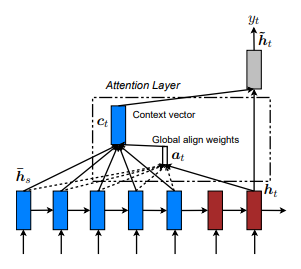 y_t
h̃_t
Attention Layer
c_t
Context vector
Global align weights
a_t
h̄_s
h_t